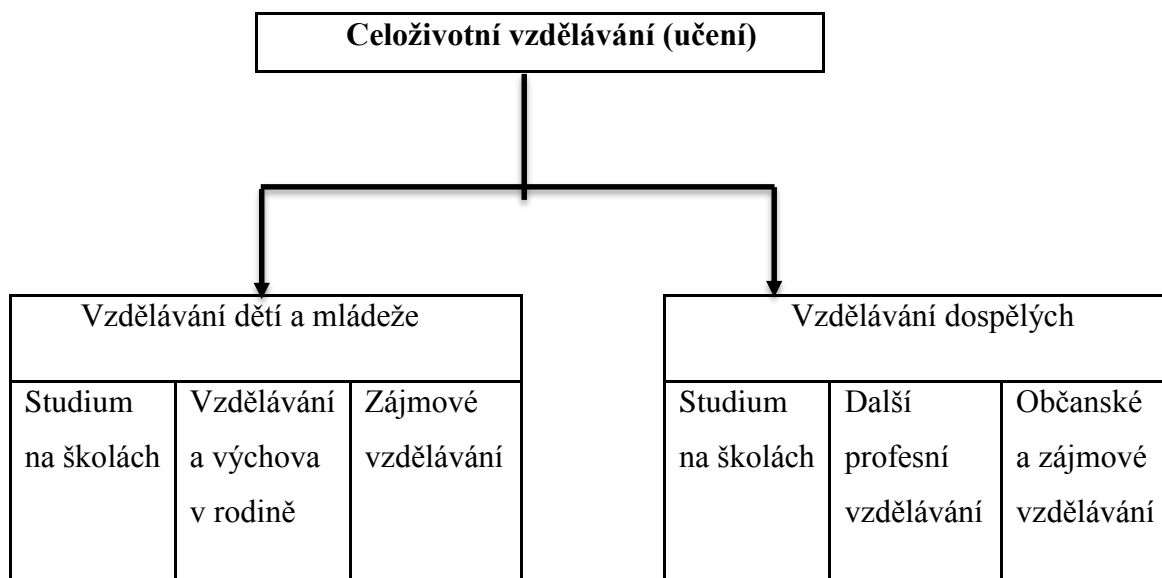 Celoživotní vzdělávání (učení)
Vzdělávání dětí a mládeže
Studium
na školách
Vzdělávání
a výchova
v rodině
Zájmové
vzdělávání
Vzdělávání dospělých
Studium
na školách
Další
profesní
vzdělávání
Občanské
a zájmové
vzdělávání